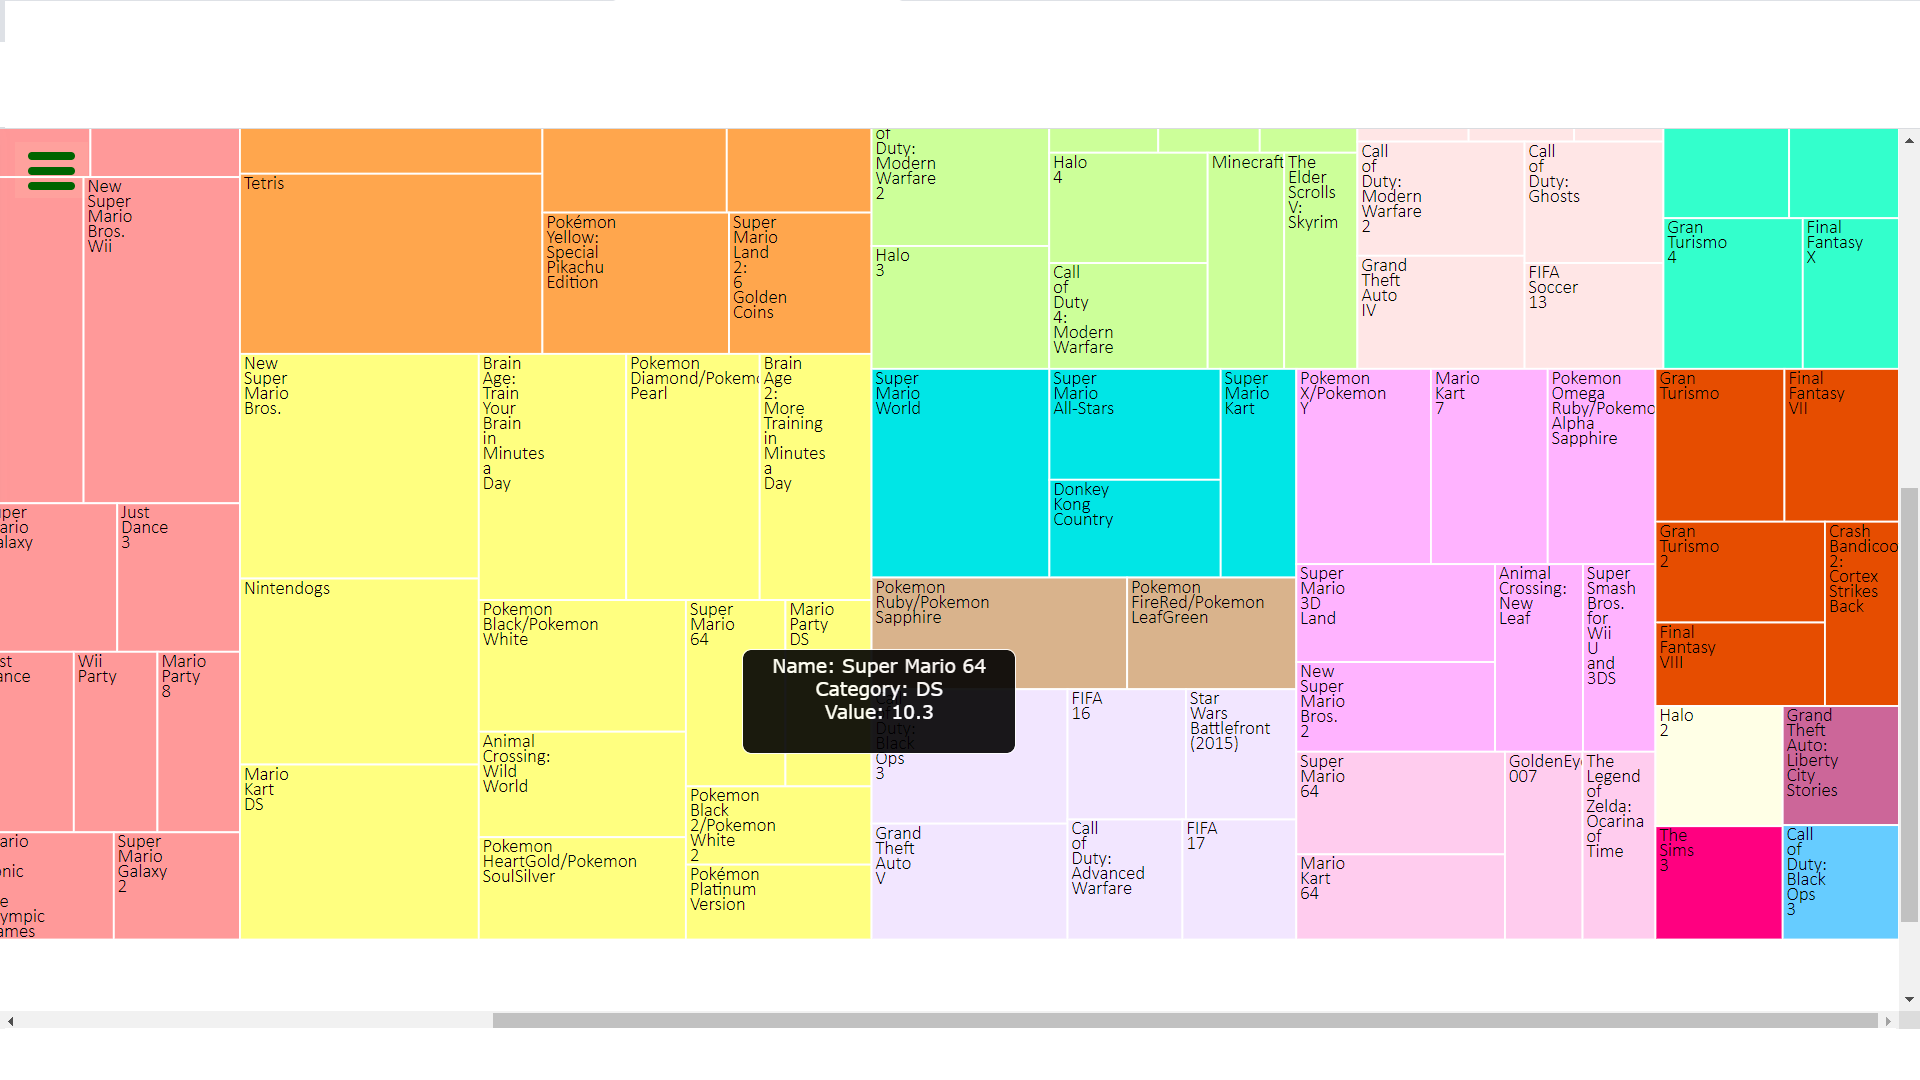 New
Super
Mario
Bros.
Wii
Just
Dance
3
Wii
Party
Mario
Party
8
Super
Mario
Galaxy
2
Tetris
Pokémon
Yellow:
Special
Pikachu
Edition
Super
Mario
Land
2:
6
Golden
Coins
New
Super
Mario
Bros.
Nintendogs
Mario
Kart
DS
Brain
Age:
Train
Your
Brain
in
Minutes
a
Day
Pokemon
Diamond/Pokemo
Pearl
Brain
Age
2:
More
Training
in
Minutes
a
Day
Pokemon
Black/Pokemon
White
Super
Mario
64
Mario
Party
DS
Animal
Crossing:
Wild
World
Pokemon
HeartGold/Pokemon
SoulSilver
Pokemon
Black
2/Pokemon
White
2
Pokémon
Platinum
Version
Name: Super Mario 64
Category: DS
Value: 10.3
of
Duty:
Modern
Warfare
2
Halo
3
Halo
4
Call
of
Duty
4:
Modern
Warfare
Minecraft
The
Elder
Scrolls
V:
Skyrim
Call
of
Duty:
Modern
Warfare
2
Call
of
Duty:
Ghosts
Grand
Theft
Auto
IV
FIFA
Soccer
13
Gran
Turismo
4
Final
Fantasy
X
Super
Mario
World
Super
Mario
All-Stars
Donkey
Kong
Country
Super
Mario
Kart
Pokemon
Ruby/Pokemon
Sapphire
Pokemon
FireRed/Pokemon
LeafGreen
Duty:
Black
Ops
3
FIFA
16
Star
Wars
Battlefront
(2015)
Grand
Theft
Auto
V
Call
of
Duty:
Advanced
Warfare
FIFA
17
Pokemon
X/Pokemon
Y
Mario
Kart
7
Pokemon
Omega
Ruby/Pokemo
Alpha
Sapphire
Super
Mario
3D
Land
New
Super
Mario
Bros.
2
Animal
Crossing:
New
Leaf
Super
Smash
Bros.
for
Wii
U
and
3DS
Super
Mario
64
Mario
Kart
64
GoldenEy
007
The
Legend
of
Zelda:
Ocarina
of
Time
Gran
Turismo
Final
Fantasy
VII
Gran
Turismo
2
Final
Fantasy
VIII
Crash
Bandicoo
2:
Cortex
Strikes
Back
Halo
2
Grand
Theft
Auto:
Liberty
City
Stories
The
Sims
3
Call
of
Duty:
Black
Ops
3